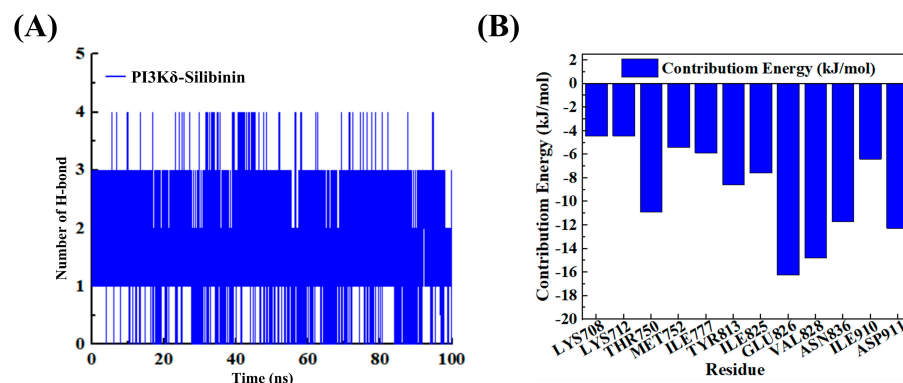 (A)
(B)
5
4
3
2
1
0
Number of H-bond
PI3Kδ-Silibinin
0 20 40 60 80 100
Time (ns)
2
0
-2
-4
-6
-8
-10
-12
-14
-16
-18
-20
Contribution Energy (kJ/mol)
Contributiom Energy (kJ/mol)
LYS708 LYS712 THR750 MET752 ILE777 TYR813 ILE825 GLU826 VAL828 ASN836 ILE910 ASP911
Residue